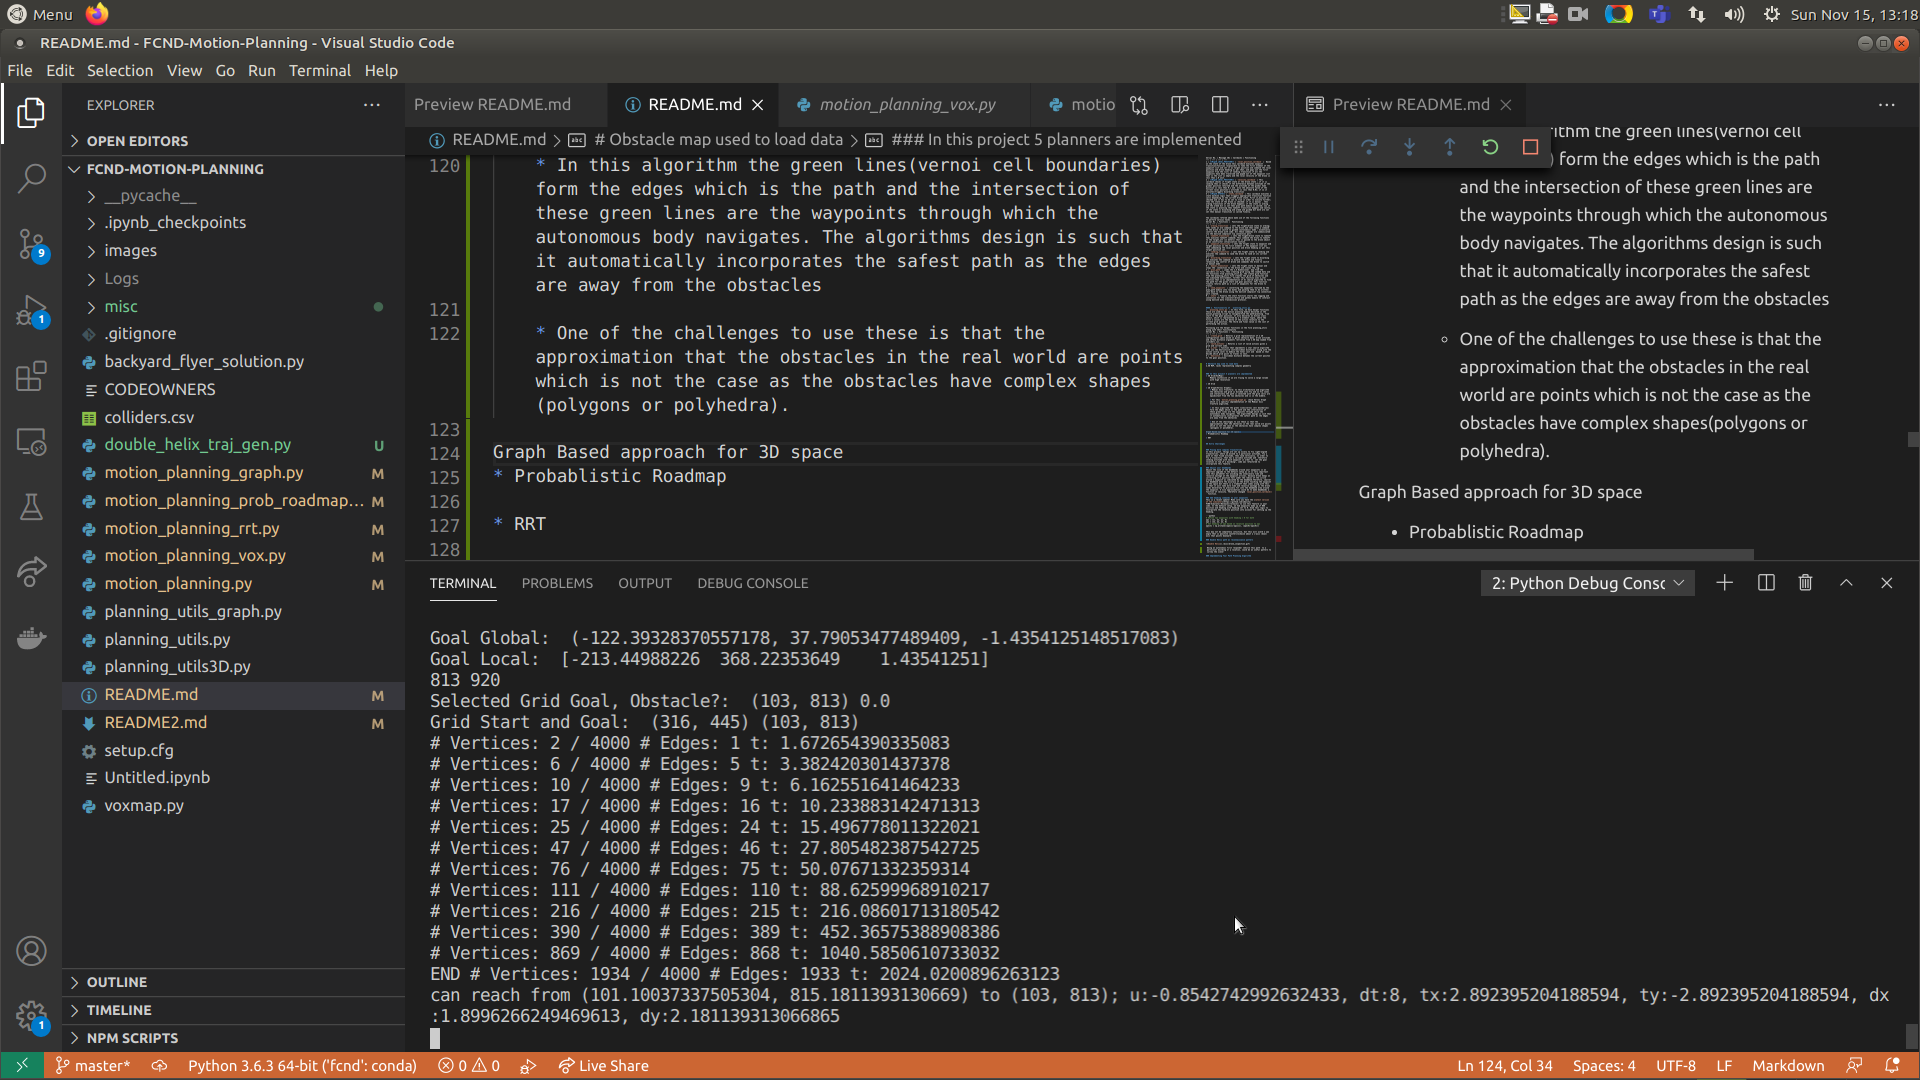 Menu
Sun Nov 15, 13:18
README.md - FCND-Motion-Planning - Visual Studio Code
File Edit Selection View Go Run Terminal Help
EXPLORER
OPEN EDITORS
FCND-MOTION-PLANNING
__pycache__
.ipynb_checkpoints
images
Logs
misc
.gitignore
backyard_flyer_solution.py
CODEOWNERS
colliders.csv
double_helix_traj_gen.py U
motion_planning_graph.py M
motion_planning_prob_roadmap... M
motion_planning_rrt.py M
motion_planning_vox.py M
motion_planning.py M
planning_utils_graph.py
planning_utils.py
planning_utils3D.py
README.md M
README2.md M
setup.cfg
Untitled.ipynb
voxmap.py
OUTLINE
TIMELINE
NPM SCRIPTS
9
1
1
Preview README.md
README.md
motion_planning_vox.py
motio
README.md > # Obstacle map used to load data > ### In this project 5 planners are implemented
120 * In this algorithm the green lines(vernoi cell boundaries)
form the edges which is the path and the intersection of
these green lines are the waypoints through which the
autonomous body navigates. The algorithms design is such that
it automatically incorporates the safest path as the edges
are away from the obstacles
121
122 * One of the challenges to use these is that the
approximation that the obstacles in the real world are points
which is not the case as the obstacles have complex shapes
(polygons or polyhedra).
123
124 Graph Based approach for 3D space
125 * Probablistic Roadmap
126
127 * RRT
128
Preview README.md
rithm the green lines(vernoi cell
) form the edges which is the path
and the intersection of these green lines are
the waypoints through which the autonomous
body navigates. The algorithms design is such
that it automatically incorporates the safest
path as the edges are away from the obstacles
One of the challenges to use these is that the
approximation that the obstacles in the real
world are points which is not the case as the
obstacles have complex shapes(polygons or
polyhedra).
Graph Based approach for 3D space
• Probablistic Roadmap
TERMINAL PROBLEMS OUTPUT DEBUG CONSOLE
2: Python Debug Consc
Goal Global:  (-122.39328370557178, 37.79053477489409, -1.4354125148517083)
Goal Local:  [-213.44988226  368.22353649    1.43541251]
813 920
Selected Grid Goal, Obstacle?:  (103, 813) 0.0
Grid Start and Goal:  (316, 445) (103, 813)
# Vertices: 2 / 4000 # Edges: 1 t: 1.672654390335083
# Vertices: 6 / 4000 # Edges: 5 t: 3.382420301437378
# Vertices: 10 / 4000 # Edges: 9 t: 6.162551641464233
# Vertices: 17 / 4000 # Edges: 16 t: 10.233883142471313
# Vertices: 25 / 4000 # Edges: 24 t: 15.496778011322021
# Vertices: 47 / 4000 # Edges: 46 t: 27.805482387542725
# Vertices: 76 / 4000 # Edges: 75 t: 50.07671332359314
# Vertices: 111 / 4000 # Edges: 110 t: 88.62599968910217
# Vertices: 216 / 4000 # Edges: 215 t: 216.08601713180542
# Vertices: 390 / 4000 # Edges: 389 t: 452.36575388908386
# Vertices: 869 / 4000 # Edges: 868 t: 1040.5850610733032
END # Vertices: 1934 / 4000 # Edges: 1933 t: 2024.0200896263123
can reach from (101.10037337505304, 815.1811393130669) to (103, 813); u:-0.8542742992632433, dt:8, tx:2.892395204188594, ty:-2.892395204188594, dx
:1.8996266249469613, dy:2.181139313066865
master* Python 3.6.3 64-bit ('fcnd': conda) 0 0 Live Share Ln 124, Col 34 Spaces: 4 UTF-8 LF Markdown